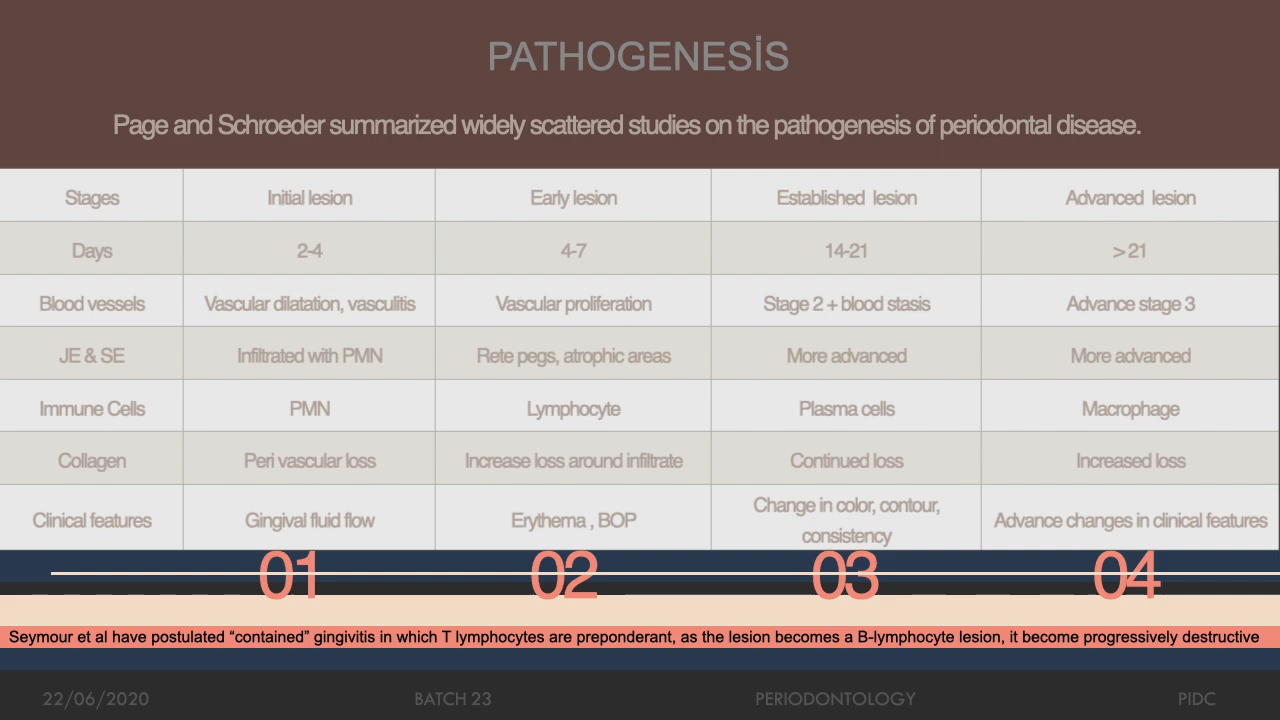 PATHOGENESİS
Page and Schroeder summarized widely scattered studies on the pathogenesis of periodontal disease.
Stages Initial lesion Early lesion Established lesion Advanced lesion
Days 2-4 4-7 14-21 > 21
Blood vessels Vascular dilatation, vasculitis Vascular proliferation Stage 2 + blood stasis Advance stage 3
JE & SE Infiltrated with PMN Rete pegs, atrophic areas More advanced More advanced
Immune Cells PMN Lymphocyte Plasma cells Macrophage
Collagen Peri vascular loss Increase loss around infiltrate Continued loss Increased loss
Clinical features Gingival fluid flow Erythema , BOP Change in color, contour, consistency Advance changes in clinical features
01 02 03 04
Seymour et al have postulated “contained” gingivitis in which T lymphocytes are preponderant, as the lesion becomes a B-lymphocyte lesion, it become progressively destructive
22/06/2020 BATCH 23 PERIODONTOLOGY PIDC